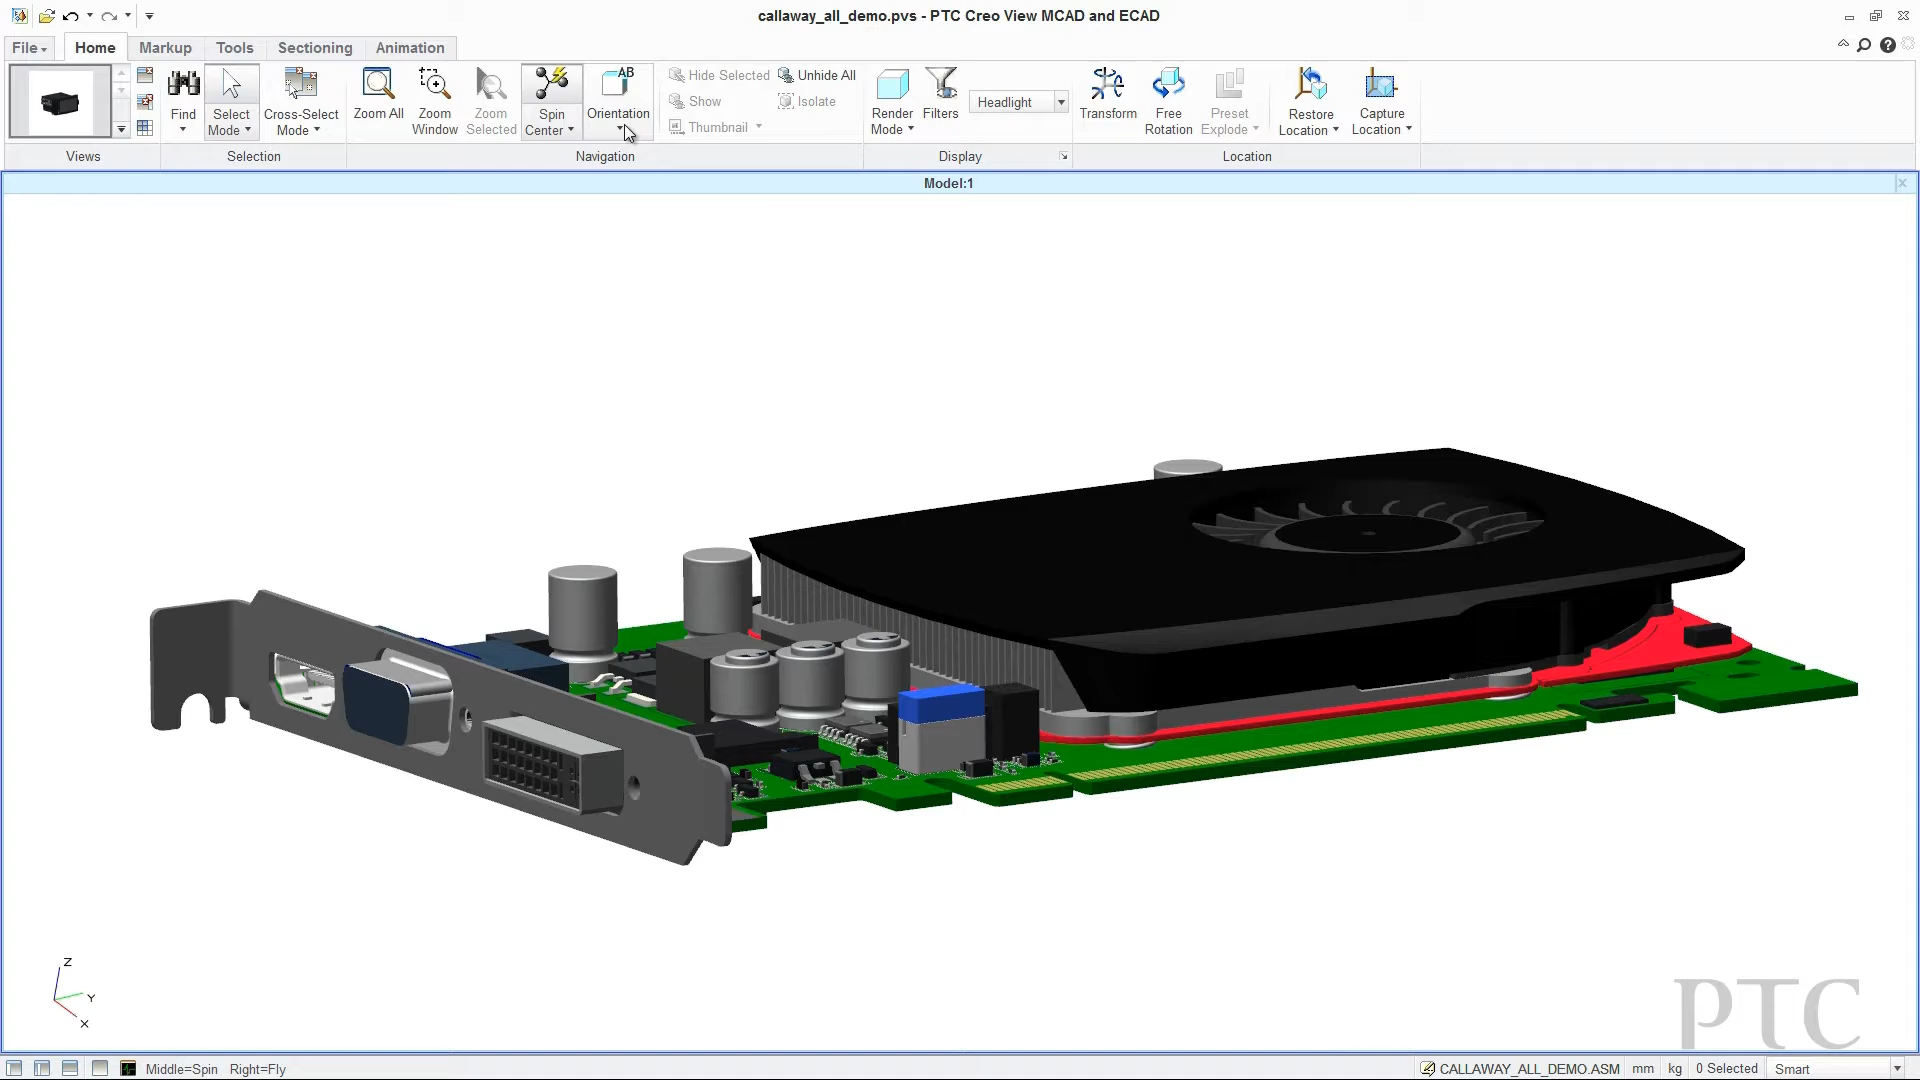 callaway_all_demo.pvs - PTC Creo View MCAD and ECAD
File Home Markup Tools Sectioning Animation
Find
Select Mode
Cross-Select Mode
Zoom All
Zoom Window
Zoom Selected
Spin Center
AB
Orientation
Hide Selected
Unhide All
Show
Isolate
Thumbnail
Render Mode
Filters
Headlight
Transform
Free Rotation
Preset Explode
Restore Location
Capture Location
Views Selection Navigation Display Location
Model:1
Z
Y
X
PTC
Middle=Spin Right=Fly
CALLAWAY_ALL_DEMO.ASM mm kg 0 Selected Smart